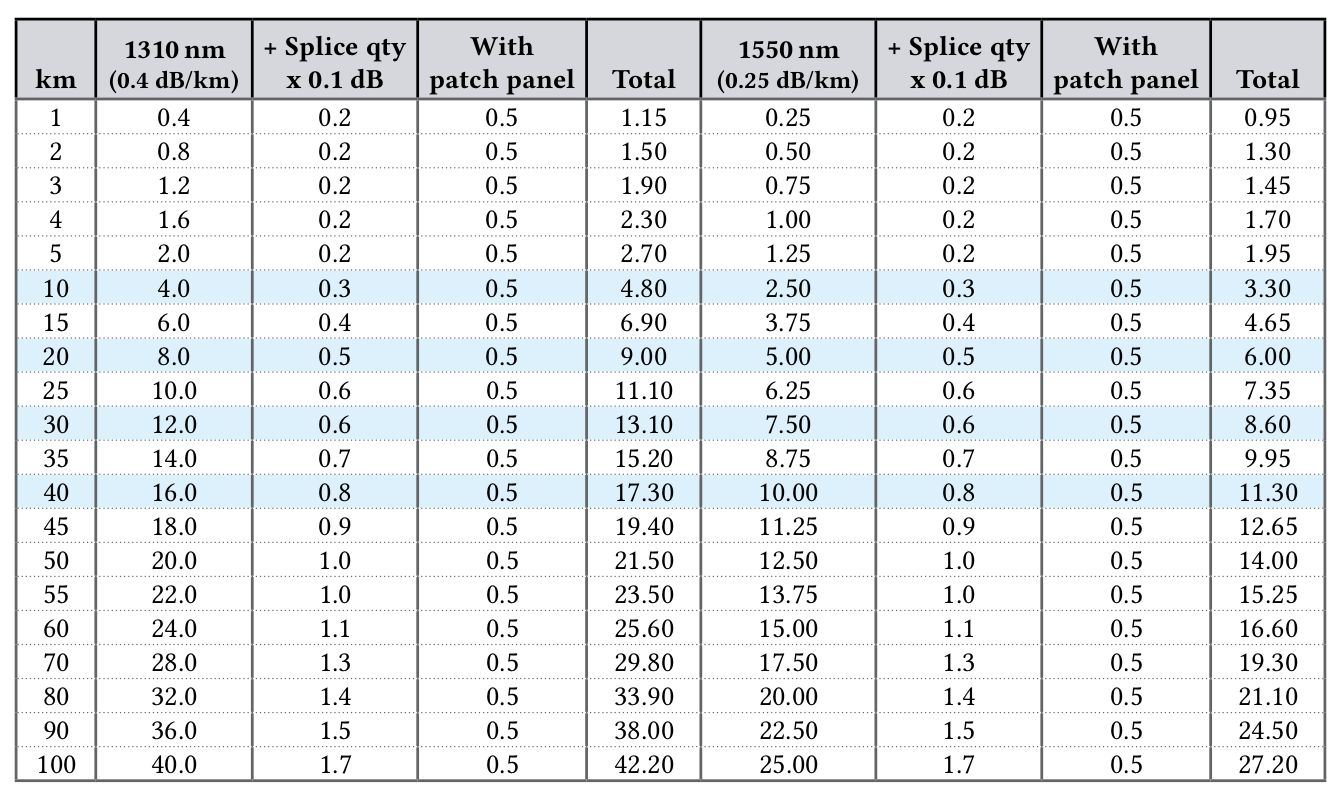 km 1310 nm (0.4 dB/km) + Splice qty x 0.1 dB With patch panel Total 1550 nm (0.25 dB/km) + Splice qty x 0.1 dB With patch panel Total
1 0.4 0.2 0.5 1.15 0.25 0.2 0.5 0.95
2 0.8 0.2 0.5 1.50 0.50 0.2 0.5 1.30
3 1.2 0.2 0.5 1.90 0.75 0.2 0.5 1.45
4 1.6 0.2 0.5 2.30 1.00 0.2 0.5 1.70
5 2.0 0.2 0.5 2.70 1.25 0.2 0.5 1.95
10 4.0 0.3 0.5 4.80 2.50 0.3 0.5 3.30
15 6.0 0.4 0.5 6.90 3.75 0.4 0.5 4.65
20 8.0 0.5 0.5 9.00 5.00 0.5 0.5 6.00
25 10.0 0.6 0.5 11.10 6.25 0.6 0.5 7.35
30 12.0 0.6 0.5 13.10 7.50 0.6 0.5 8.60
35 14.0 0.7 0.5 15.20 8.75 0.7 0.5 9.95
40 16.0 0.8 0.5 17.30 10.00 0.8 0.5 11.30
45 18.0 0.9 0.5 19.40 11.25 0.9 0.5 12.65
50 20.0 1.0 0.5 21.50 12.50 1.0 0.5 14.00
55 22.0 1.0 0.5 23.50 13.75 1.0 0.5 15.25
60 24.0 1.1 0.5 25.60 15.00 1.1 0.5 16.60
70 28.0 1.3 0.5 29.80 17.50 1.3 0.5 19.30
80 32.0 1.4 0.5 33.90 20.00 1.4 0.5 21.10
90 36.0 1.5 0.5 38.00 22.50 1.5 0.5 24.50
100 40.0 1.7 0.5 42.20 25.00 1.7 0.5 27.20